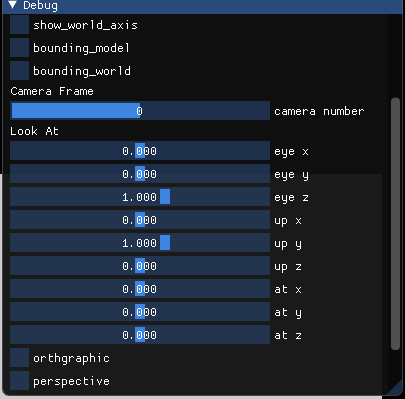 Debug
show_world_axis
bounding_model
bounding_world
Camera Frame
0 camera number
Look At
0.000 eye x
0.000 eye y
1.000 eye z
0.000 up x
1.000 up y
0.000 up z
0.000 at x
0.000 at y
0.000 at z
orthgraphic
perspective